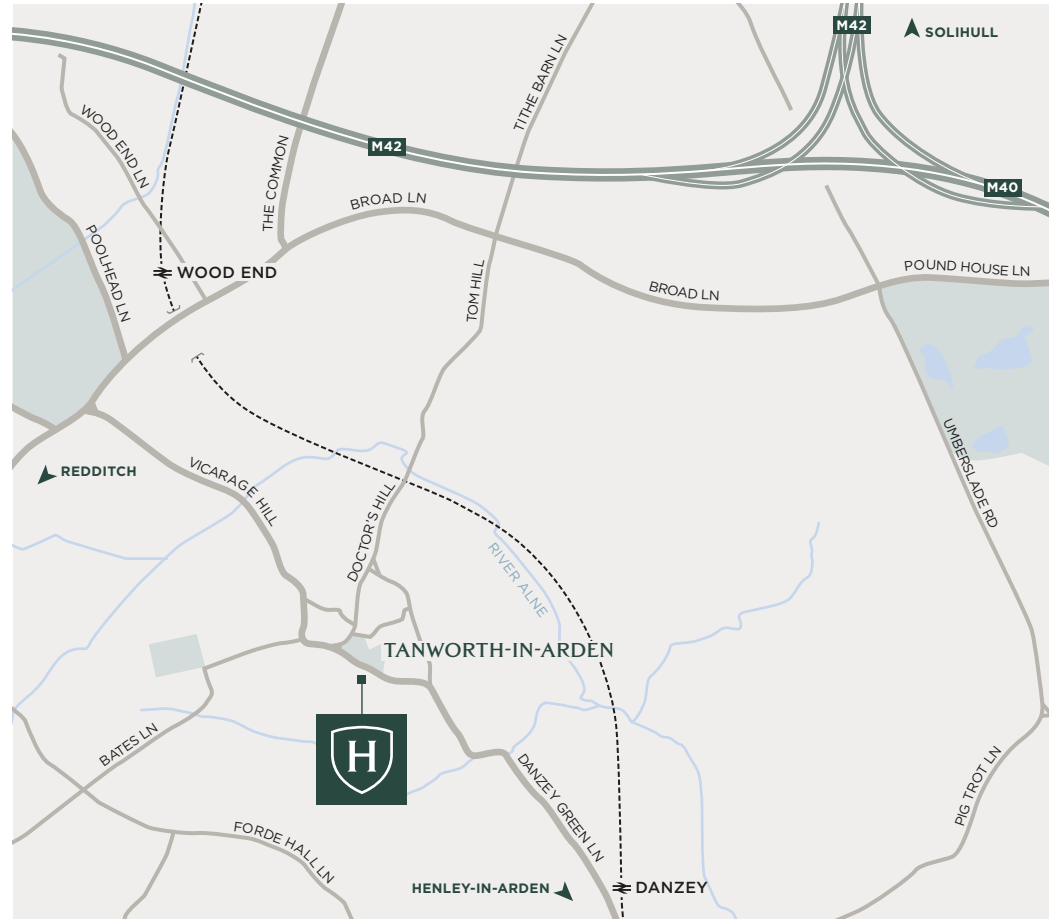 M42
SOLIHULL
TITHE BARN LN
WOOD END LN
M42
THE COMMON
M40
BROAD LN
POOLHEAD LN
WOOD END
POUND HOUSE LN
TOM HILL
BROAD LN
UMBERSLADE RD
REDDITCH
VICARAGE HILL
DOCTOR'S HILL
RIVER ALNE
TANWORTH-IN-ARDEN
H
BATES LN
DANZEY GREEN LN
PIG TROT LN
FORDE HALL LN
HENLEY-IN-ARDEN
DANZEY